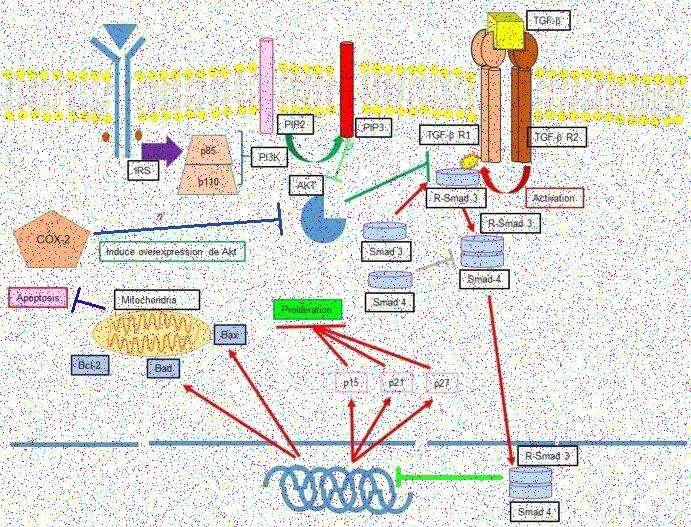 TGF-β
PIP2
PIP3
TGF-β R1
TGF-β R2
p85
PI3K
IRS
p110
AKT
R-Smad 3
Activation
R-Smad 3
COX-2
Induce overexpression de Akt
Smad 3
Smad 4
Smad-4
Apoptosis
Mitochondria
Proliferation
Bax
Bcl-2
Bad
p15
p21
p27
R-Smad 3
Smad 4